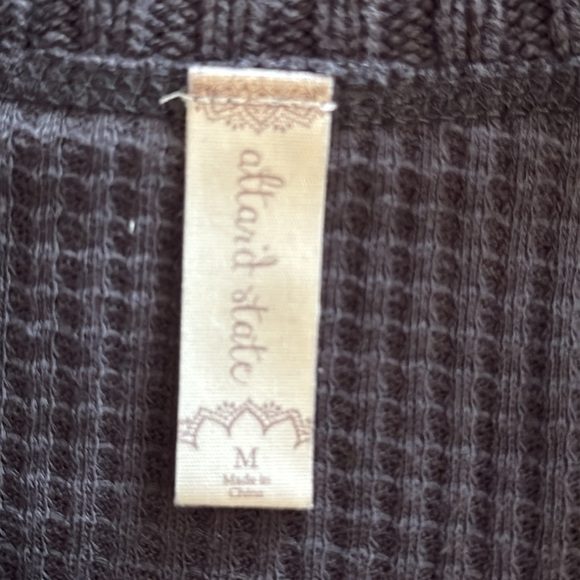 altar'd state
M
Made in
China